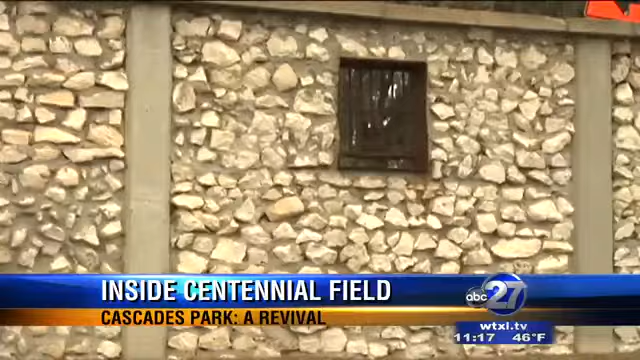 INSIDE CENTENNIAL FIELD
CASCADES PARK: A REVIVAL
abc 27
wtxl.tv
11:17 46°F